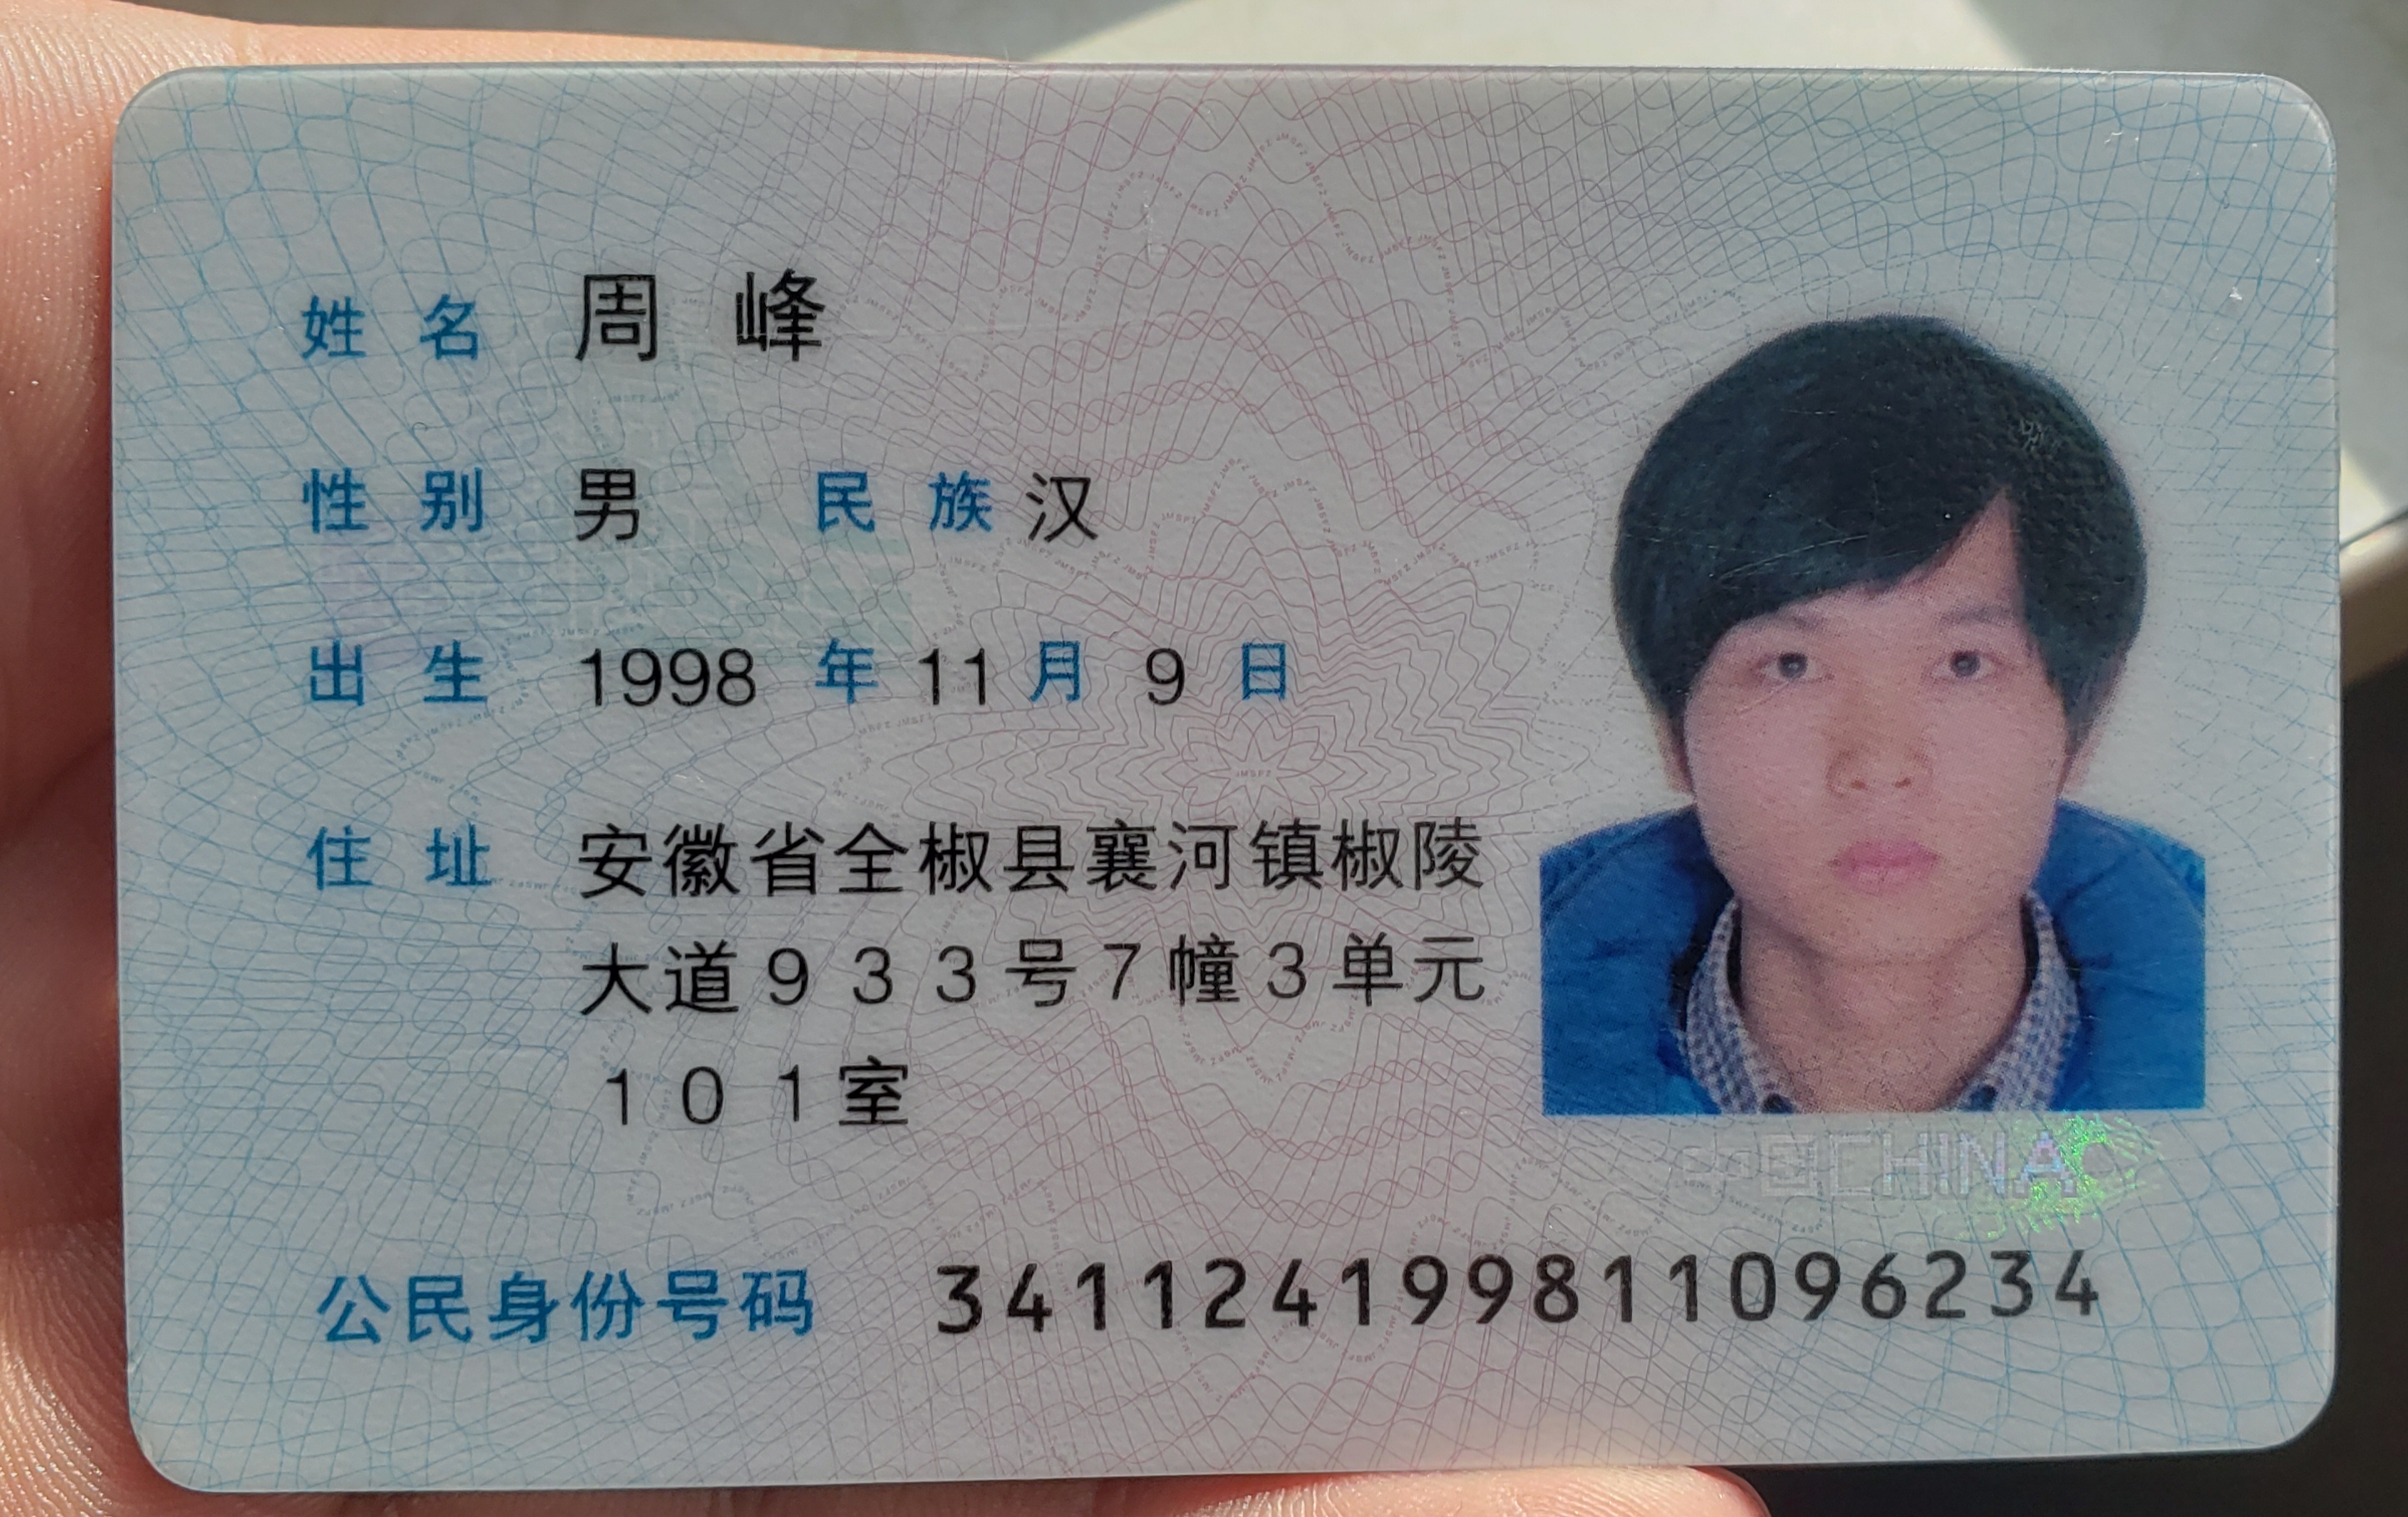 姓名 周峰
性别 男 民族 汉
出生 1998 年 11 月 9 日
住址 安徽省全椒县襄河镇椒陵
大道933号7幢3单元
101室
中国CHINA
公民身份号码 341124199811096234